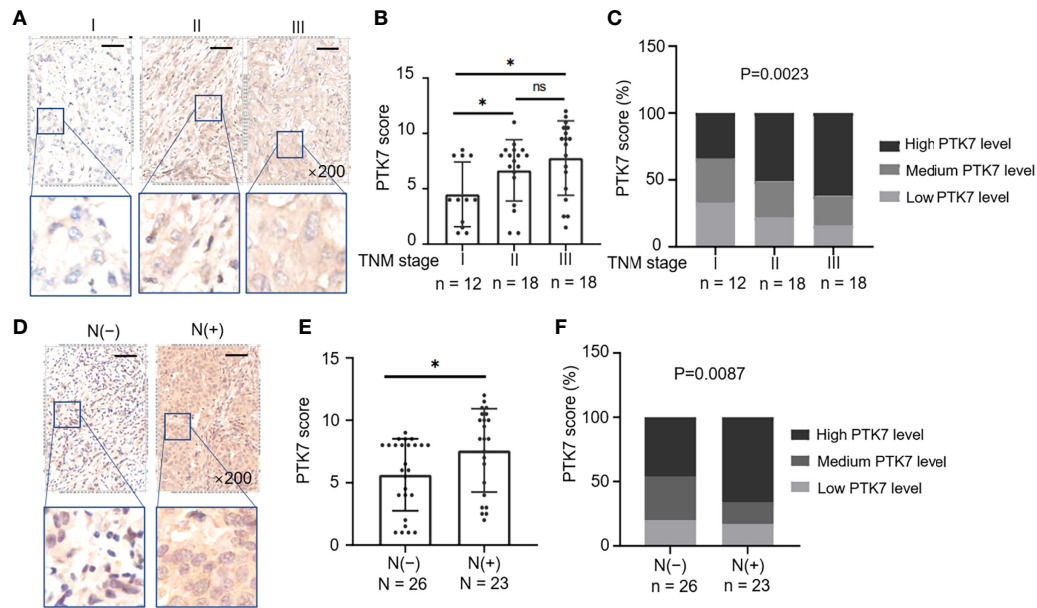 A
I II III
×200
B
PTK7 score
15
10
5
0
*
*
ns
TNM stage I II III
n = 12 n = 18 n = 18
C
PTK7 score (%)
150
100
50
0
P=0.0023
High PTK7 level
Medium PTK7 level
Low PTK7 level
TNM stage I II III
n = 12 n = 18 n = 18
D
N(−) N(+)
×200
E
PTK7 score
15
10
5
0
*
N(−) N(+)
N = 26 N = 23
F
PTK7 score (%)
150
100
50
0
P=0.0087
High PTK7 level
Medium PTK7 level
Low PTK7 level
N(−) N(+)
n = 26 n = 23